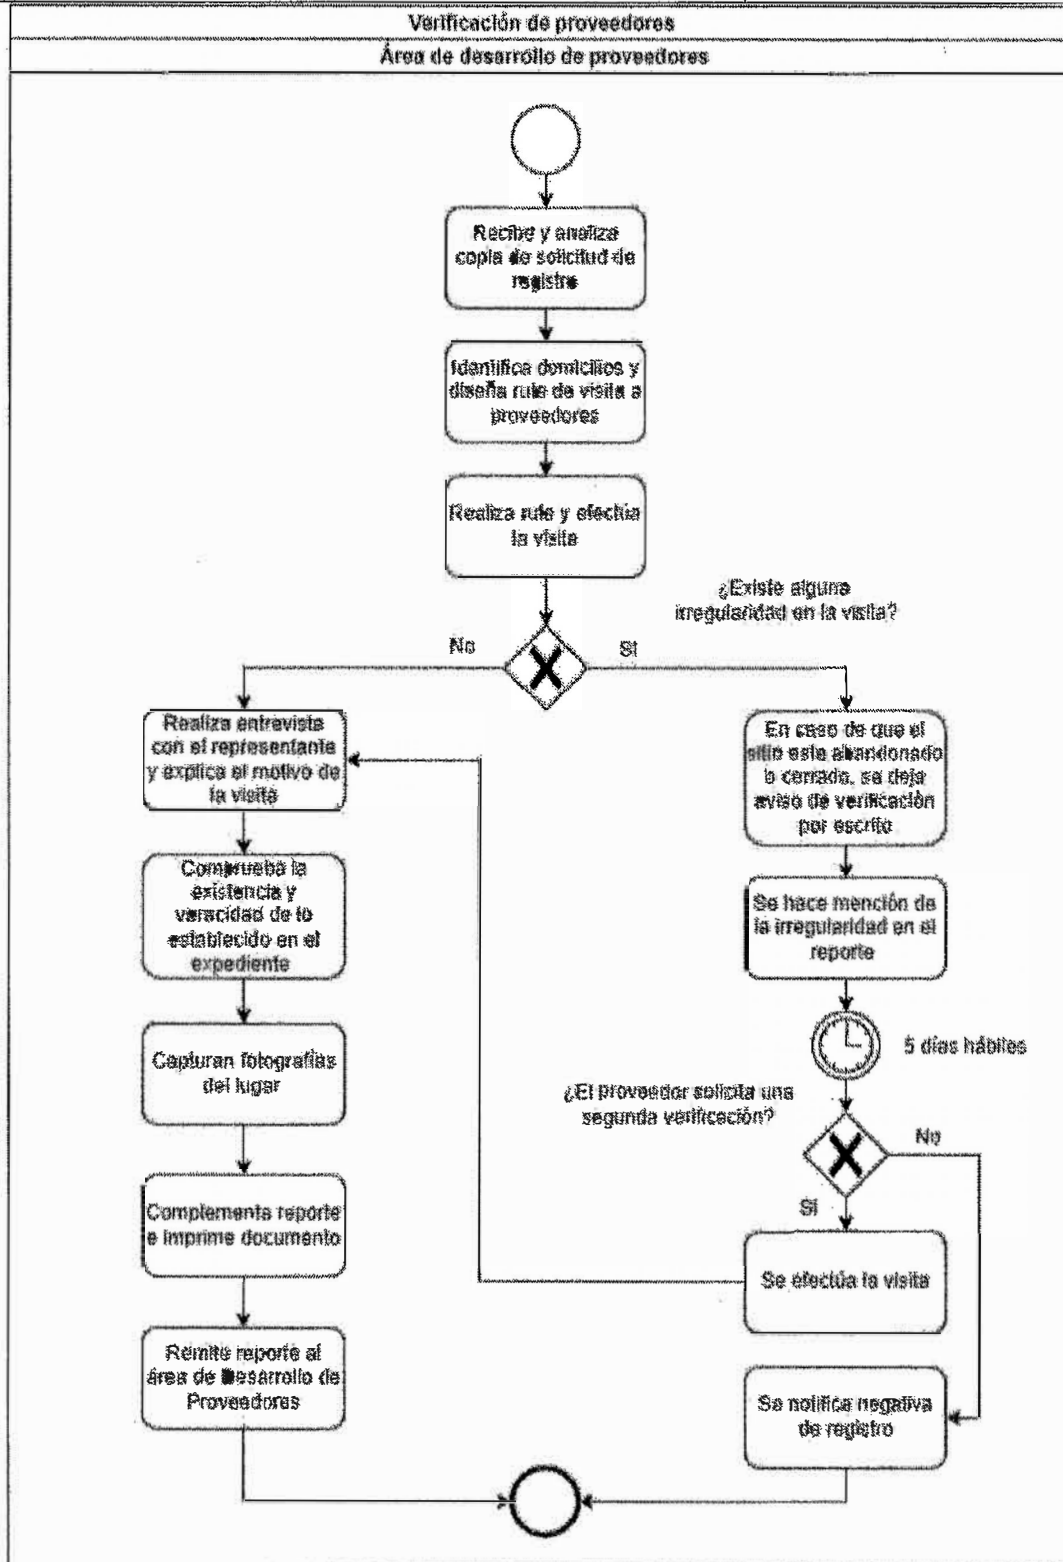 Verificación de proveedores
Área de desarrollo de proveedores
Recibe y analiza
copia de solicitud de
registro
Identifica domicilios y
diseña ruta de visita a
proveedores
Realiza ruta y efectúa
la visita
¿Existe alguna
irregularidad en la visita?
No
Si
Realiza entrevista
con el representante
y explica el motivo de
la visita
En caso de que el
sitio este abandonado
o cerrado, se deja
aviso de verificación
por escrito
Comprueba la
existencia y
veracidad de lo
establecido en el
expediente
Se hace mención de
la irregularidad en el
reporte
5 días hábiles
Capturan fotografías
del lugar
¿El proveedor solicita una
segunda verificación?
No
Si
Complementa reporte
e imprime documento
Se efectúa la visita
Remite reporte al
área de Desarrollo de
Proveedores
Se notifica negativa
de registro